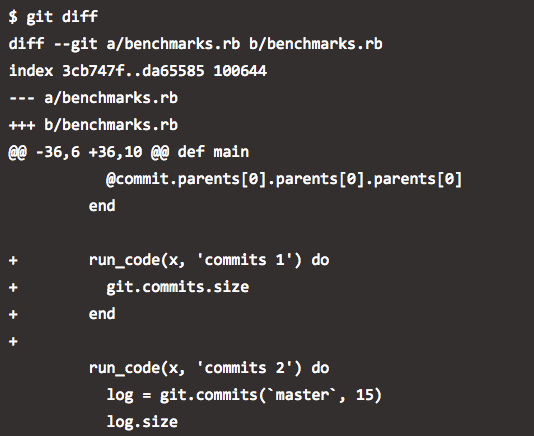 $ git diff
diff --git a/benchmarks.rb b/benchmarks.rb
index 3cb747f..da65585 100644
--- a/benchmarks.rb
+++ b/benchmarks.rb
@@ -36,6 +36,10 @@ def main
           @commit.parents[0].parents[0].parents[0]
         end

+        run_code(x, 'commits 1') do
+          git.commits.size
+        end
+
         run_code(x, 'commits 2') do
           log = git.commits(`master`, 15)
           log.size